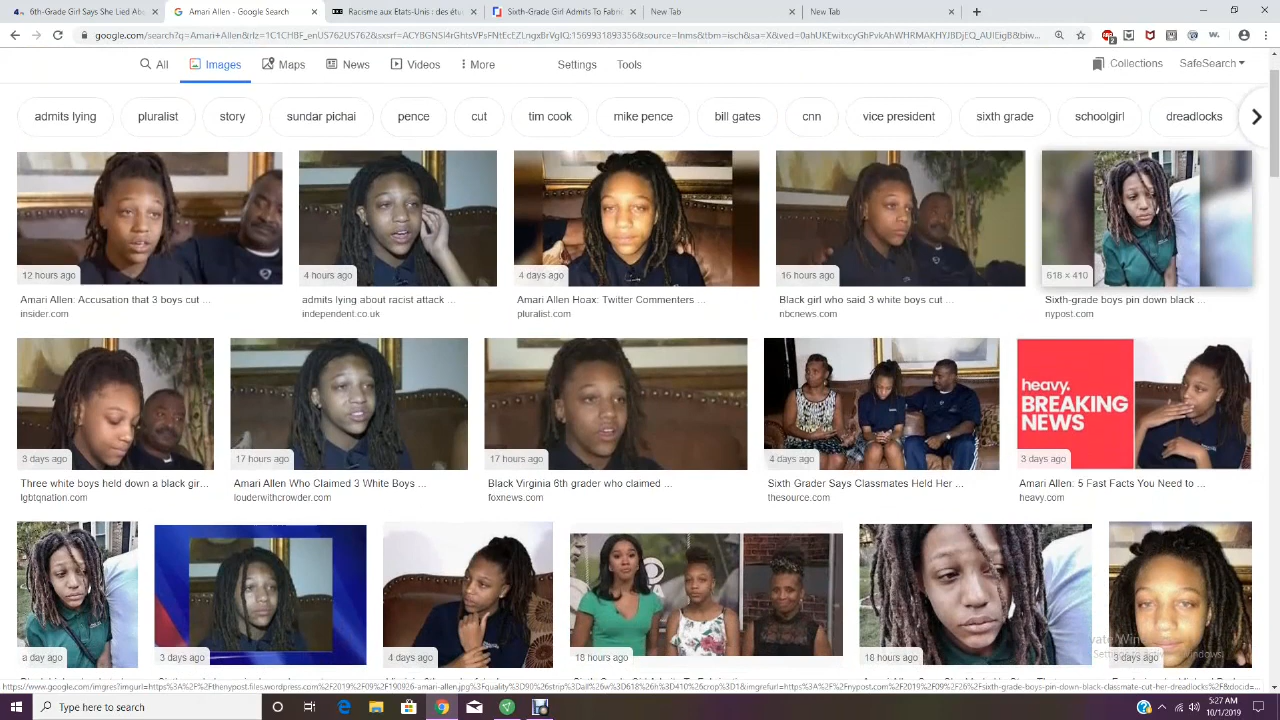 6th-Grade Girl Says She Lied Abo
Amari Allen - Google Search
Racisme aux Etats-Unis : des étu
Sixth-Grade Girl Admits To Fabric
New Tab
New Tab
All
Images
Maps
News
Videos
More
Settings
Tools
Collections
SafeSearch
admits lying
pluralist
story
sundar pichai
pence
cut
tim cook
mike pence
bill gates
cnn
vice president
sixth grade
schoolgirl
dreadlocks
12 hours ago
4 hours ago
4 days ago
16 hours ago
618 × 410
Amari Allen: Accusation that 3 boys cut ...
admits lying about racist attack ...
Amari Allen Hoax: Twitter Commenters ...
Black girl who said 3 white boys cut ...
Sixth-grade boys pin down black ...
insider.com
independent.co.uk
pluralist.com
nbcnews.com
nypost.com
heavy.
BREAKING
NEWS
3 days ago
17 hours ago
17 hours ago
4 days ago
3 days ago
Three white boys held down a black gir...
Amari Allen Who Claimed 3 White Boys ...
Black Virginia 6th grader who claimed ...
Sixth Grader Says Classmates Held Her ...
Amari Allen: 5 Fast Facts You Need to ...
lgbtqnation.com
louderwithcrowder.com
foxnews.com
thesource.com
heavy.com
a day ago
3 days ago
4 days ago
18 hours ago
18 hours ago
3 days ago
Type here to search
5:27 AM
10/1/2019